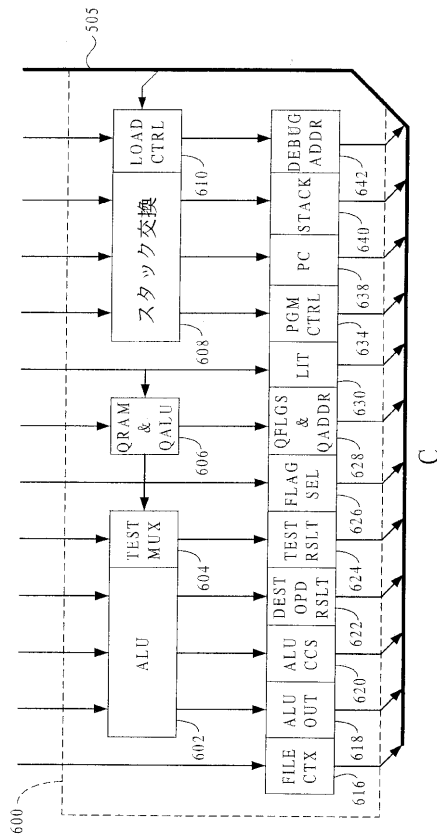 600
505
ALU
TEST
MUX
QRAM
&
QALU
スタック交換
LOAD
CTRL
602
604
606
608
610
FILE
CTX
ALU
OUT
ALU
CCS
DEST
OPD
RSLT
TEST
RSLT
FLAG
SEL
QFLGS
&
QADDR
LIT
PGM
CTRL
PC
STACK
DEBUG
ADDR
616
618
620
622
624
626
628
630
634
638
640
642
C